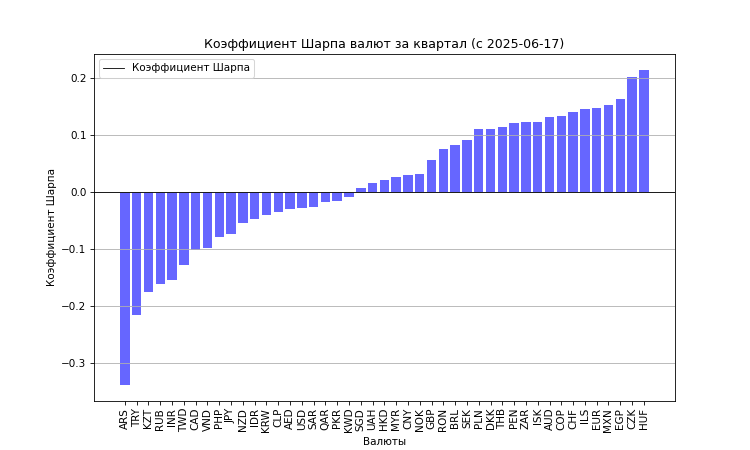 Коэффициент Шарпа валют за квартал (с 2025-06-17)
Коэффициент Шарпа
0.2
0.1
0.0
−0.1
−0.2
−0.3
Коэффициент Шарпа
ARS TRY KZT RUB INR TWD CAD VND PHP JPY NZD IDR KRW CLP AED USD SAR QAR PKR KWD SGD UAH HKD MYR CNY NOK GBP RON BRL SEK PLN DKK THB PEN ZAR ISK AUD COP CHF ILS EUR MXN EGP CZK HUF
Валюты